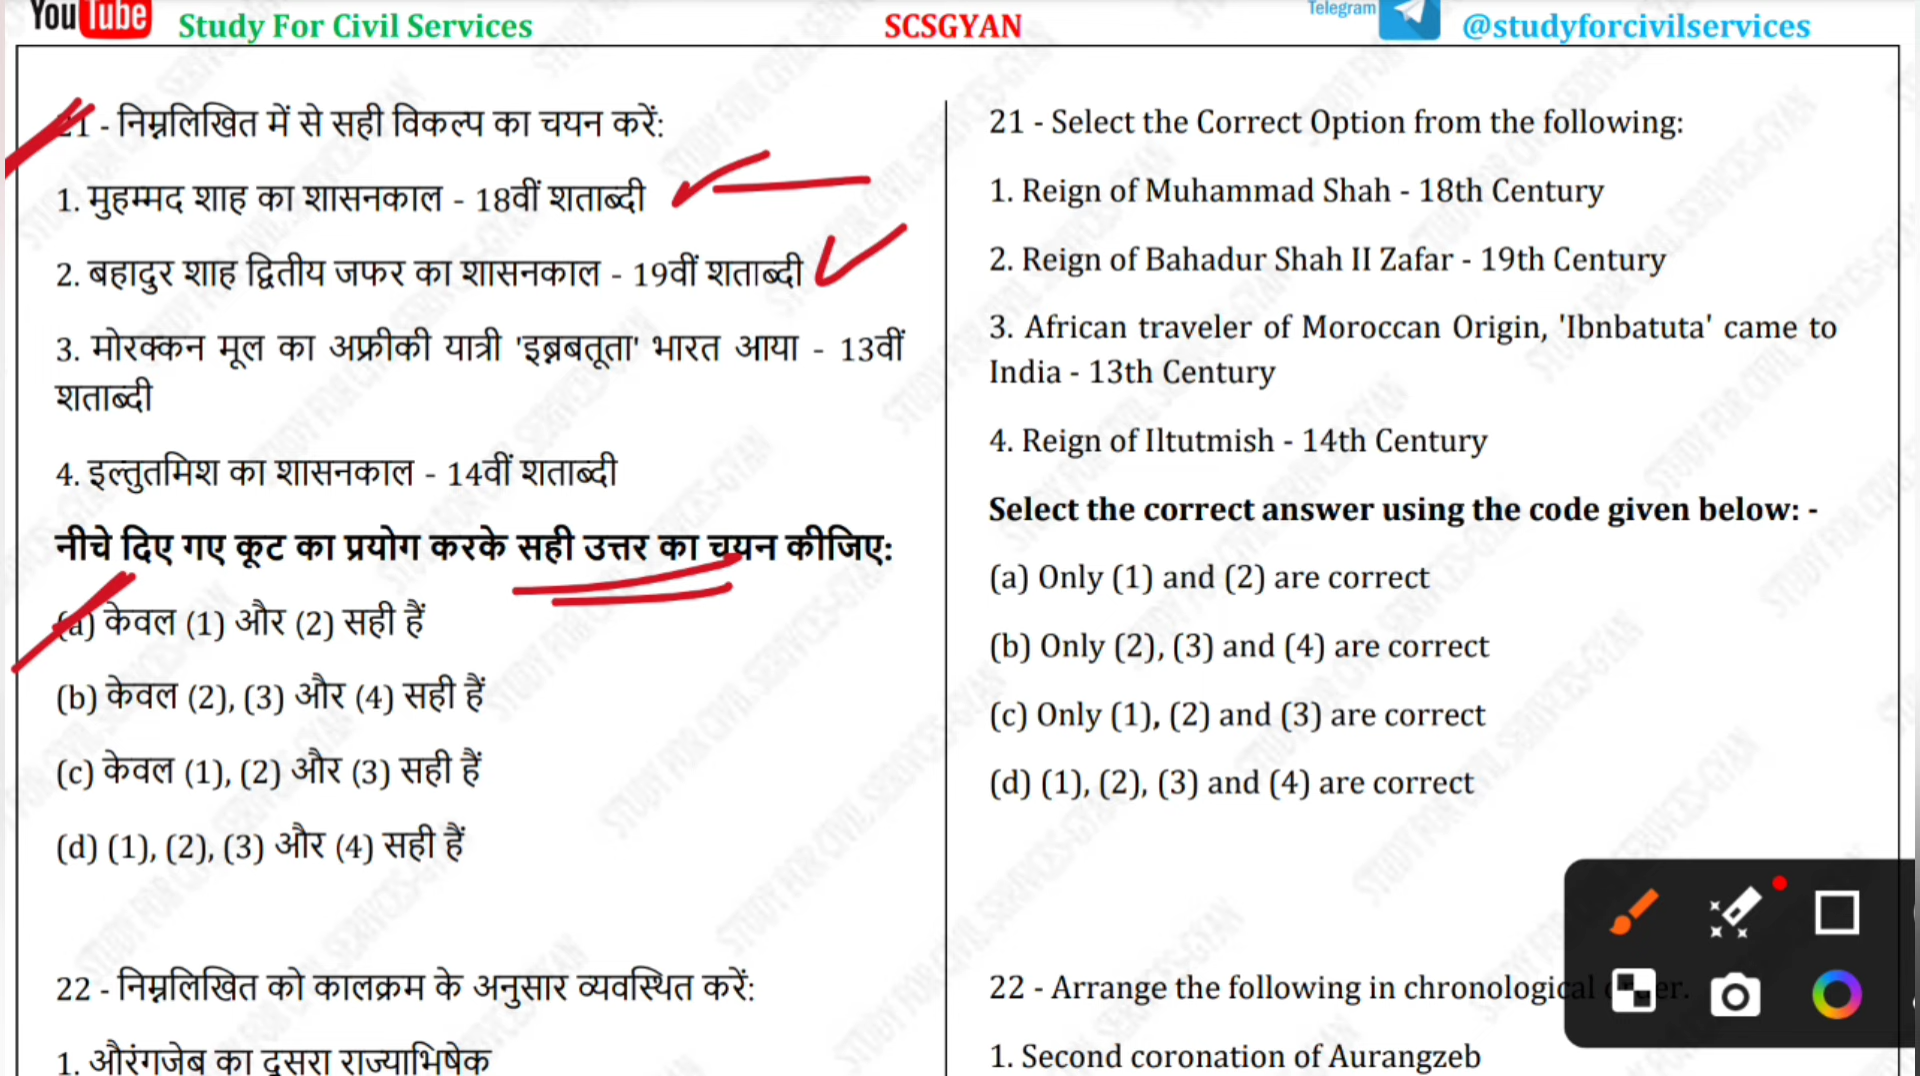 YouTube Study For Civil Services SCSGYAN Telegram @studyforcivilservices
21 - निम्नलिखित में से सही विकल्प का चयन करें:
1. मुहम्मद शाह का शासनकाल - 18वीं शताब्दी
2. बहादुर शाह द्वितीय जफर का शासनकाल - 19वीं शताब्दी
3. मोरक्कन मूल का अफ्रीकी यात्री 'इब्नबतूता' भारत आया - 13वीं
शताब्दी
4. इल्तुतमिश का शासनकाल - 14वीं शताब्दी
नीचे दिए गए कूट का प्रयोग करके सही उत्तर का चयन कीजिए:
(a) केवल (1) और (2) सही हैं
(b) केवल (2), (3) और (4) सही हैं
(c) केवल (1), (2) और (3) सही हैं
(d) (1), (2), (3) और (4) सही हैं
22 - निम्नलिखित को कालक्रम के अनुसार व्यवस्थित करें:
1. औरंगजेब का दूसरा राज्याभिषेक
21 - Select the Correct Option from the following:
1. Reign of Muhammad Shah - 18th Century
2. Reign of Bahadur Shah II Zafar - 19th Century
3. African traveler of Moroccan Origin, 'Ibnbatuta' came to
India - 13th Century
4. Reign of Iltutmish - 14th Century
Select the correct answer using the code given below: -
(a) Only (1) and (2) are correct
(b) Only (2), (3) and (4) are correct
(c) Only (1), (2) and (3) are correct
(d) (1), (2), (3) and (4) are correct
22 - Arrange the following in chronological
1. Second coronation of Aurangzeb
STUDY FOR CIVIL SERVICES-GYAN